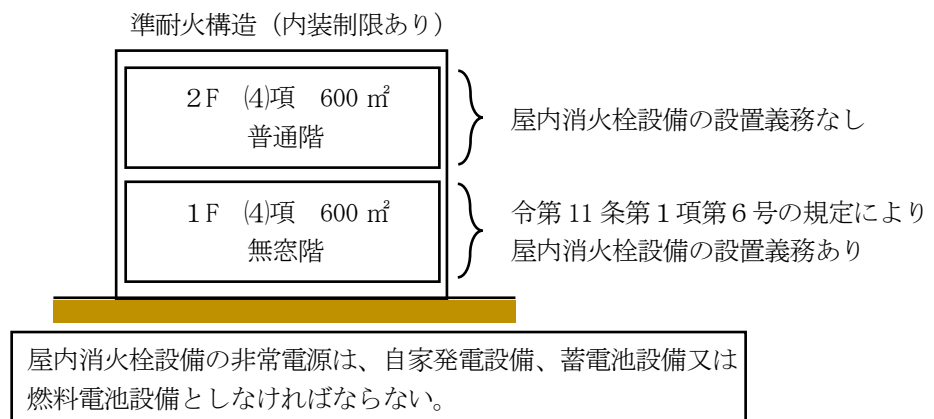 準耐火構造（内装制限あり）
２F　⑷項　600 ㎡
普通階
屋内消火栓設備の設置義務なし
１F　⑷項　600 ㎡
無窓階
令第 11 条第１項第６号の規定により
屋内消火栓設備の設置義務あり
屋内消火栓設備の非常電源は、自家発電設備、蓄電池設備又は
燃料電池設備としなければならない。